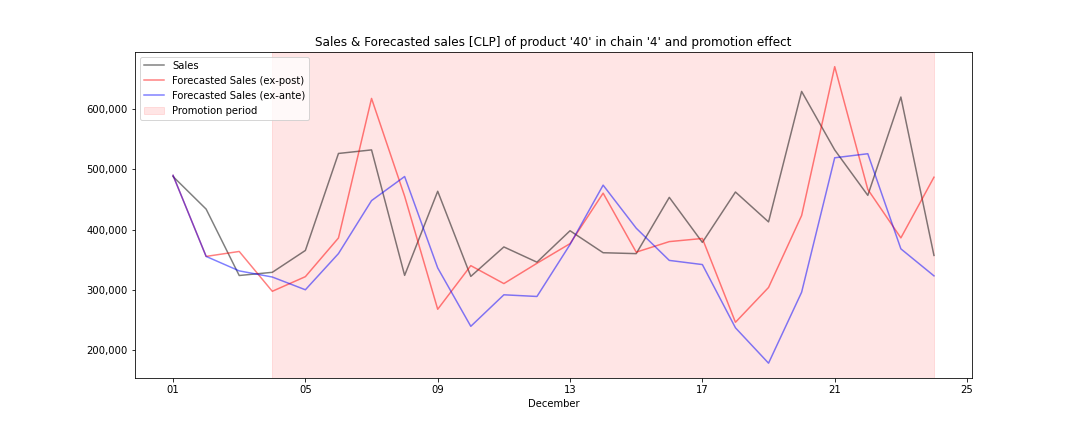 Sales & Forecasted sales [CLP] of product '40' in chain '4' and promotion effect
Sales
Forecasted Sales (ex-post)
Forecasted Sales (ex-ante)
Promotion period
600,000
500,000
400,000
300,000
200,000
01 05 09 13 17 21 25
December